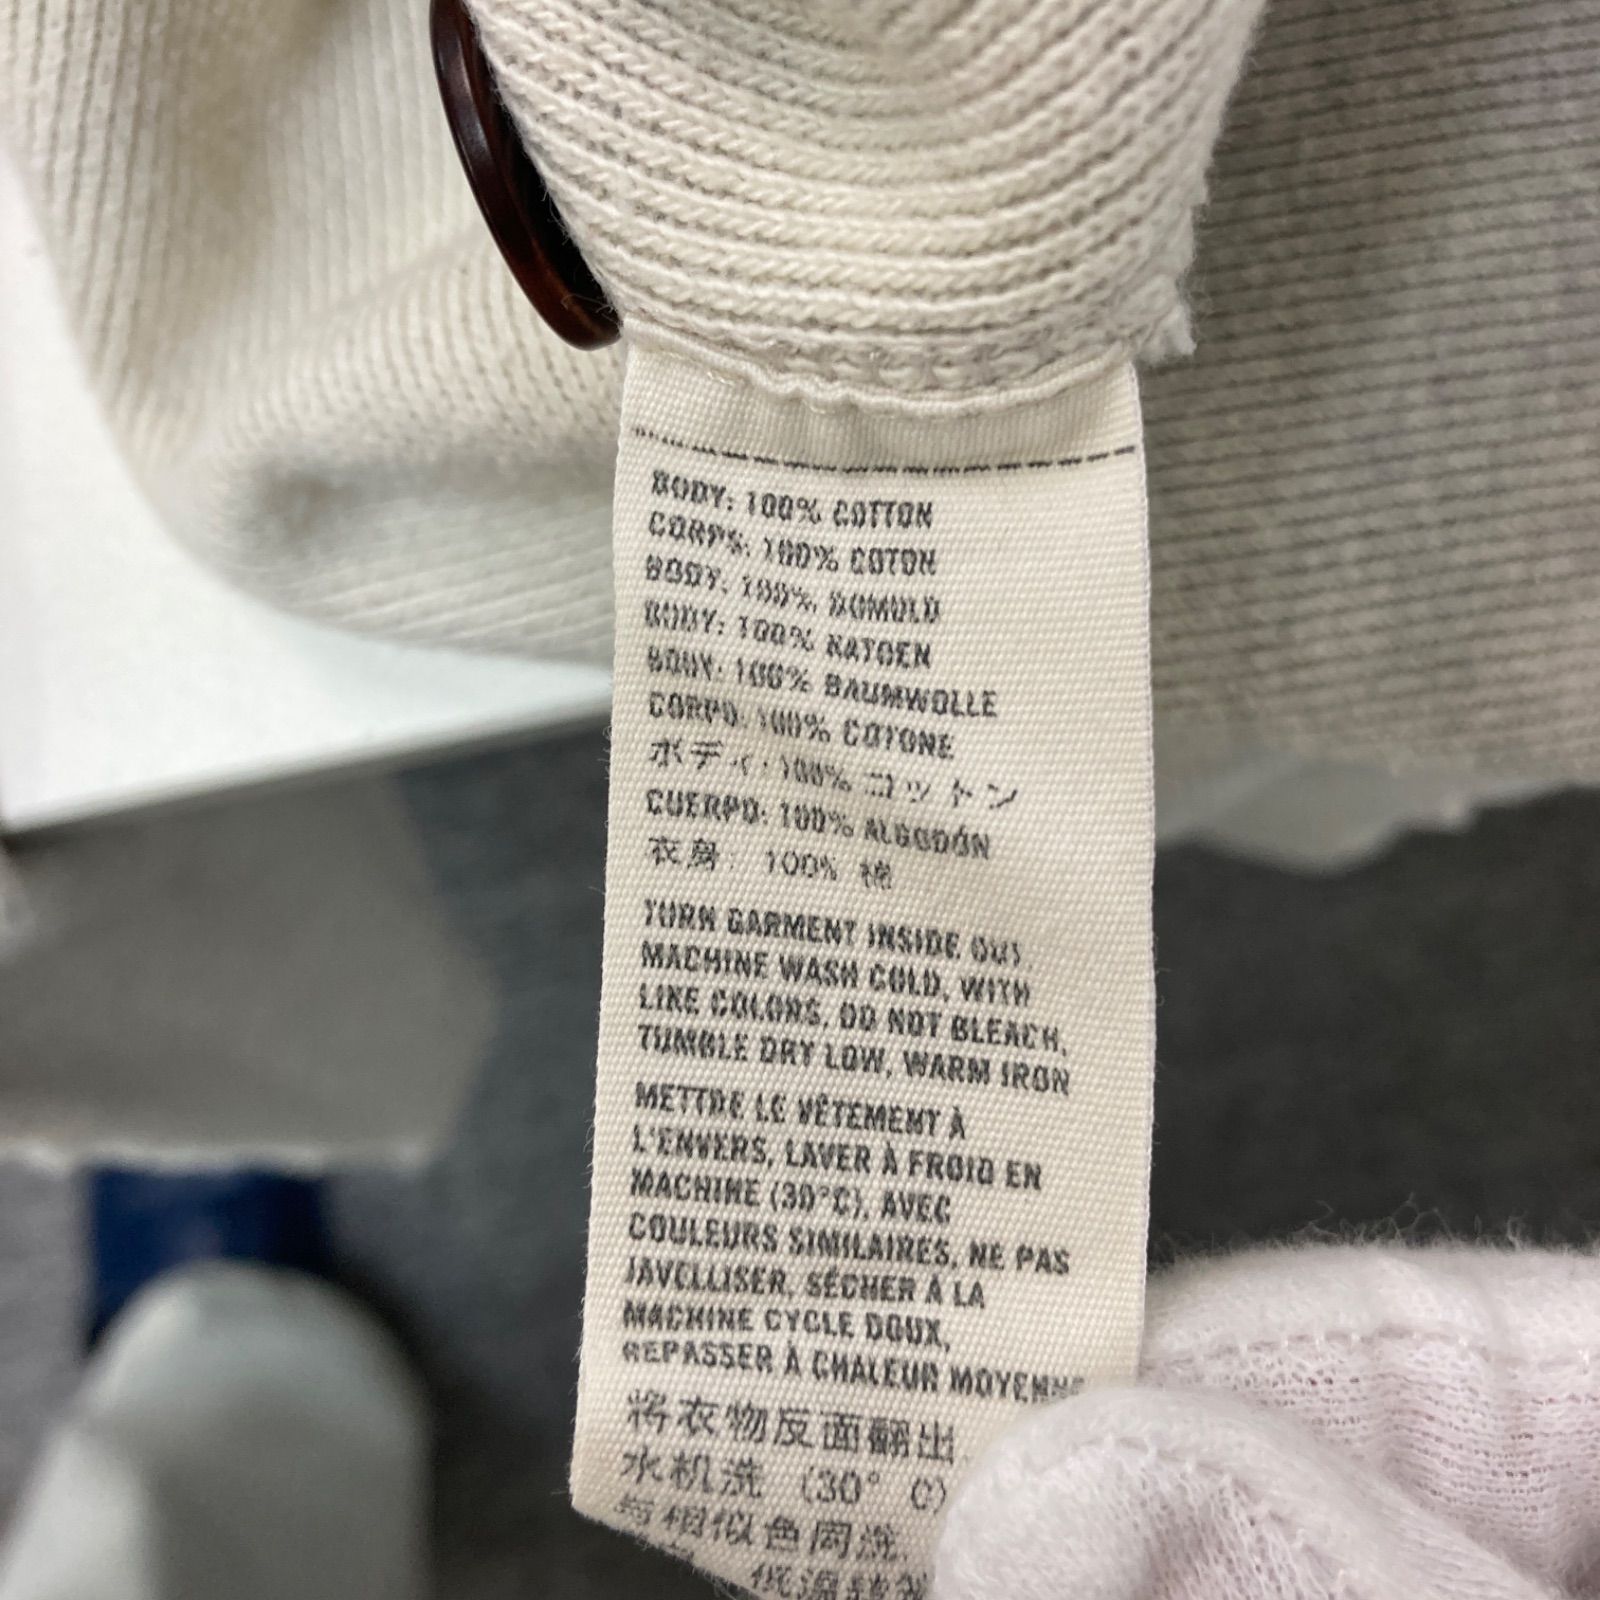 BODY: 100% COTTON
CORPS: 100% COTON
BODY: 100% BOMULD
BODY: 100% KATOEN
BODY: 100% BAUMWOLLE
CORPO: 100% COTONE
ボディ: 100% コットン
CUERPO: 100% ALGODÓN
衣身: 100% 棉
TURN GARMENT INSIDE OUT,
MACHINE WASH COLD, WITH
LIKE COLORS, DO NOT BLEACH,
TUMBLE DRY LOW, WARM IRON
METTRE LE VÊTEMENT À
L'ENVERS, LAVER À FROID EN
MACHINE (30°C), AVEC
COULEURS SIMILAIRES, NE PAS
JAVELLISER, SÉCHER À LA
MACHINE CYCLE DOUX,
REPASSER À CHALEUR MOYENNE
將衣物反面翻出
水机洗 (30° C)
与相似色同洗
低温